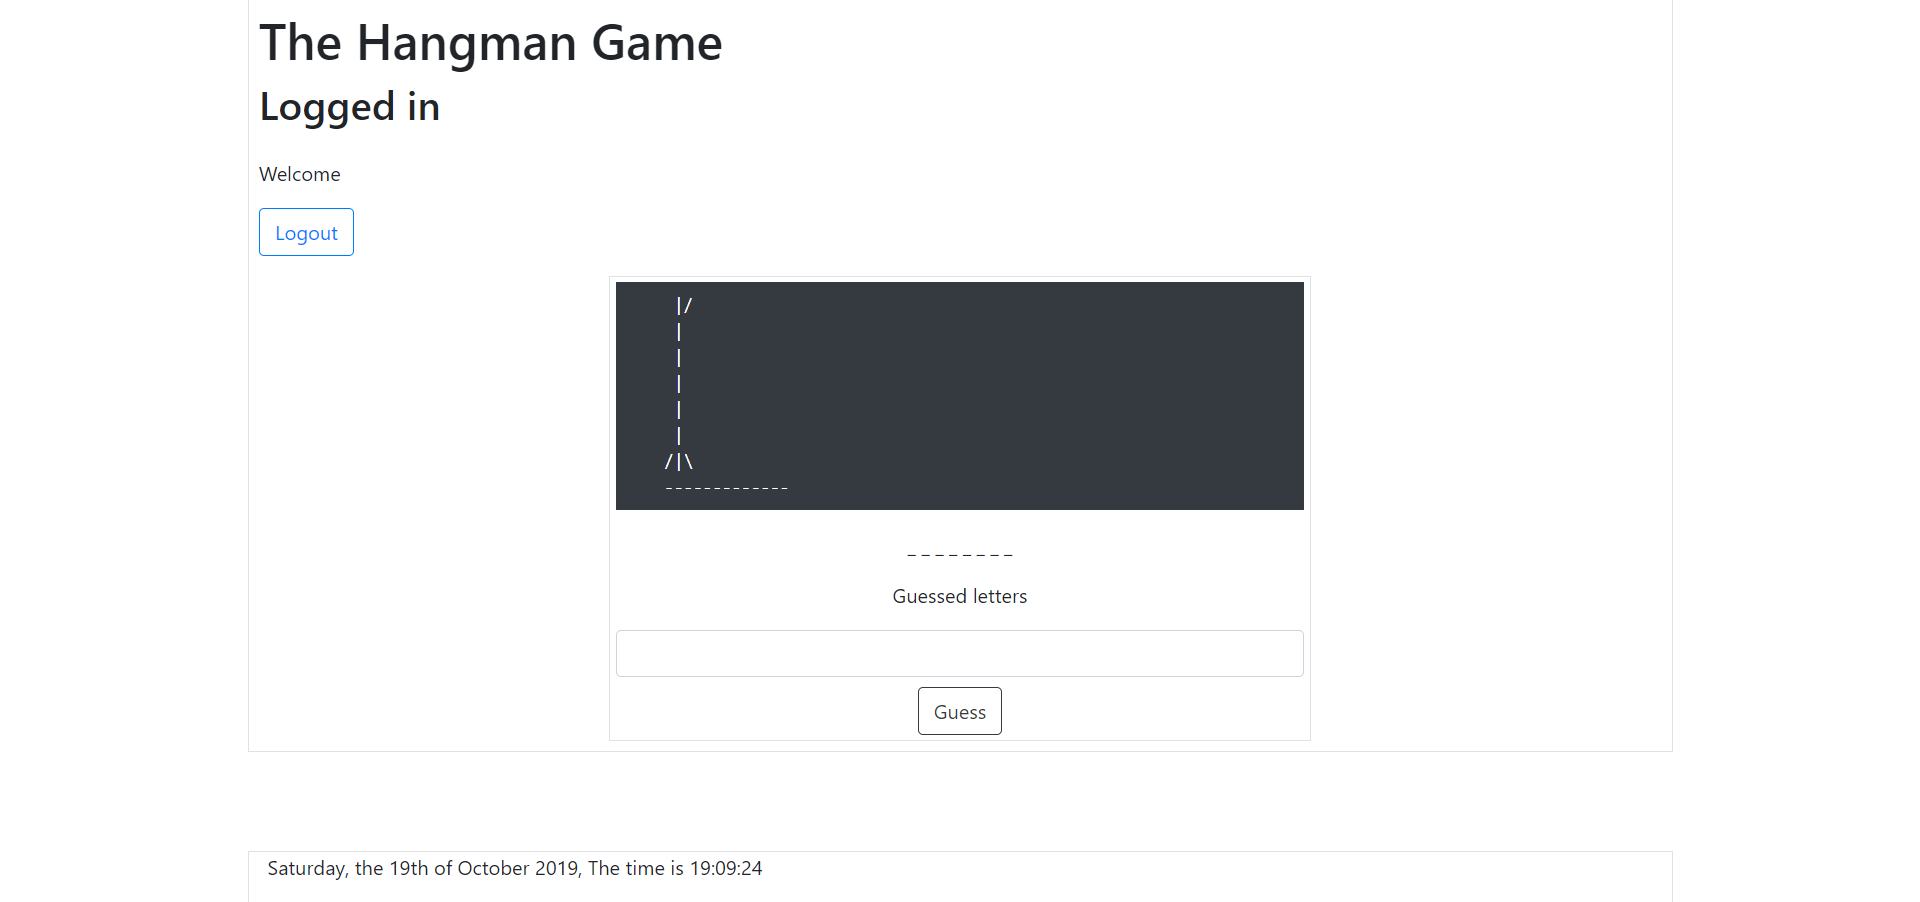 The Hangman Game
Logged in
Welcome
Logout
|/
|
|
|
|
|
/|\
-------------
_ _ _ _ _ _ _ _
Guessed letters
Guess
Saturday, the 19th of October 2019, The time is 19:09:24